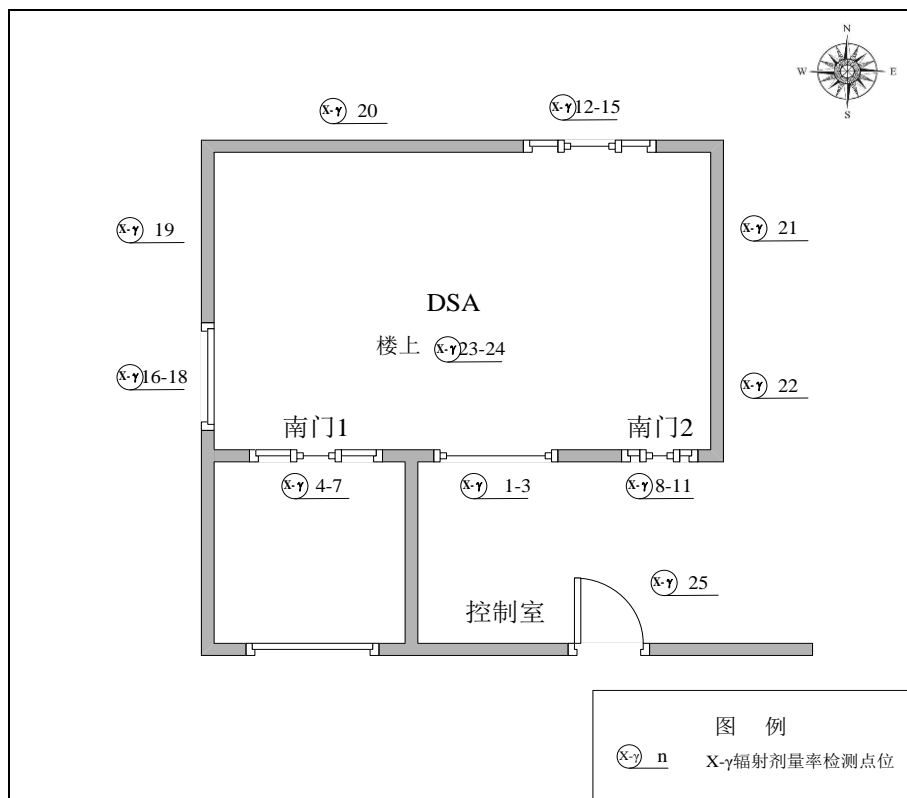 N
W
E
S
X-γ 20
X-γ 12-15
X-γ 19
X-γ 21
DSA
楼上 X-γ 23-24
X-γ 16-18
X-γ 22
南门1
南门2
X-γ 4-7
X-γ 1-3
X-γ 8-11
X-γ 25
控制室
图 例
X-γ n X-γ辐射剂量率检测点位